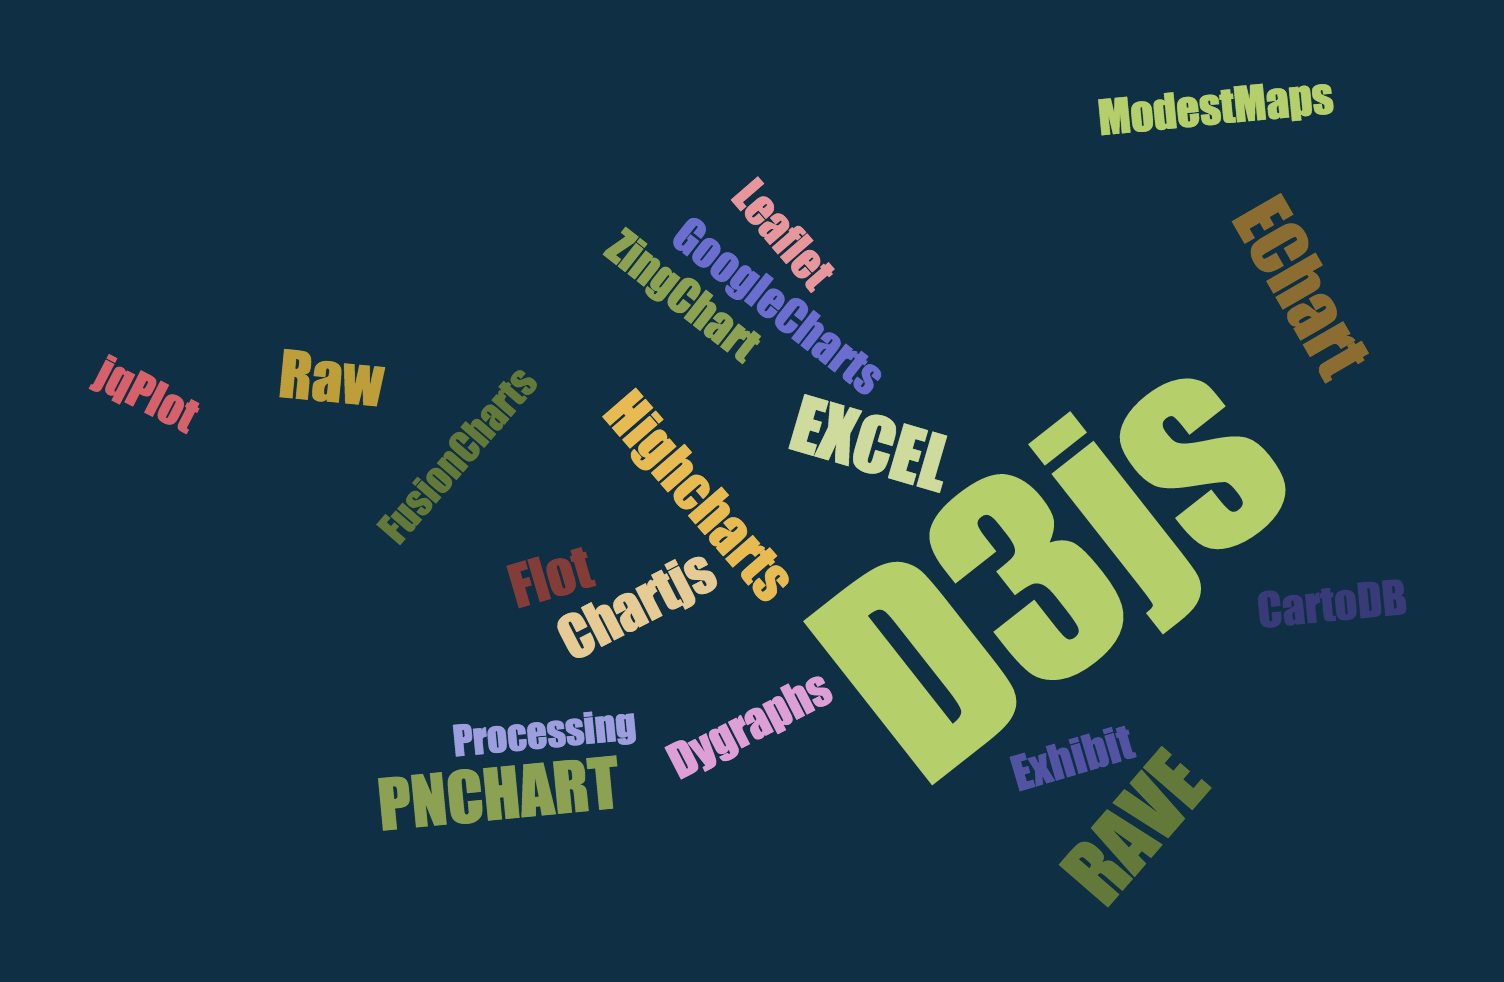 ModestMaps
Leaflet
EChart
GoogleCharts
ZingChart
Raw
jqPlot
FusionCharts
Highcharts
EXCEL
D3js
Flot
Chartjs
CartoDB
Dygraphs
Processing
Exhibit
PNCHART
RAVE